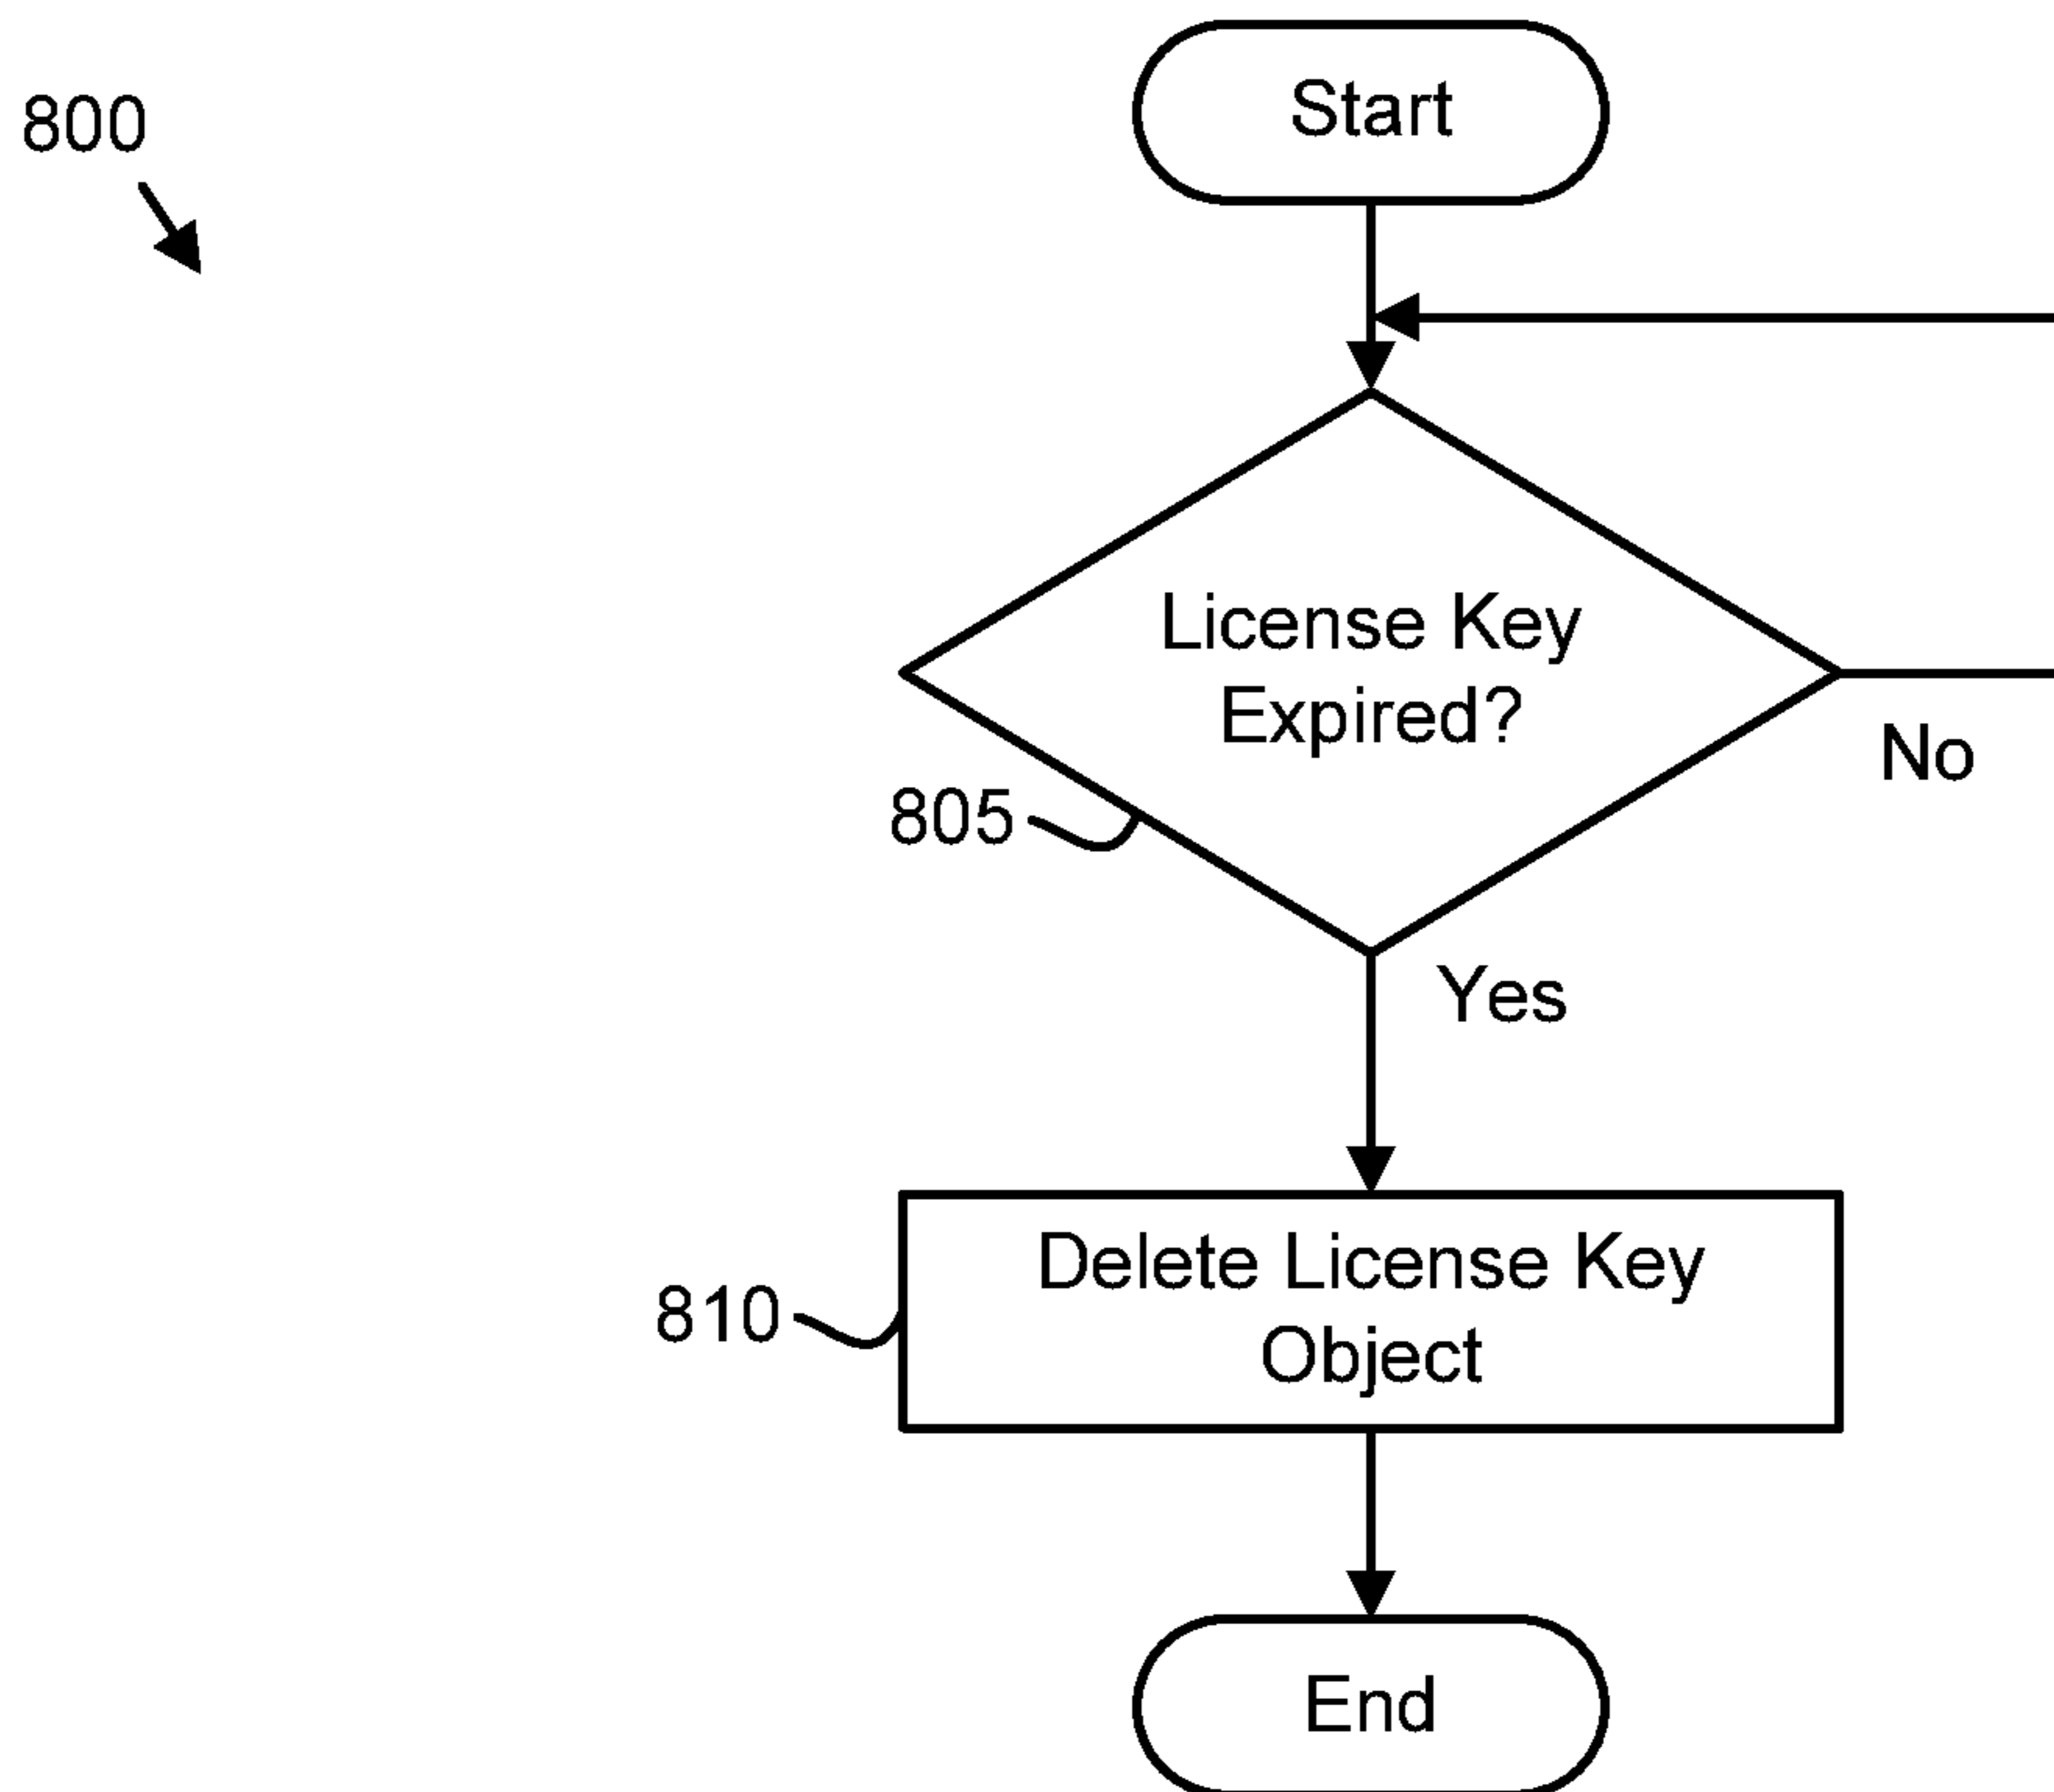 800
Start
License Key
Expired?
No
805
Yes
Delete License Key
Object
810
End